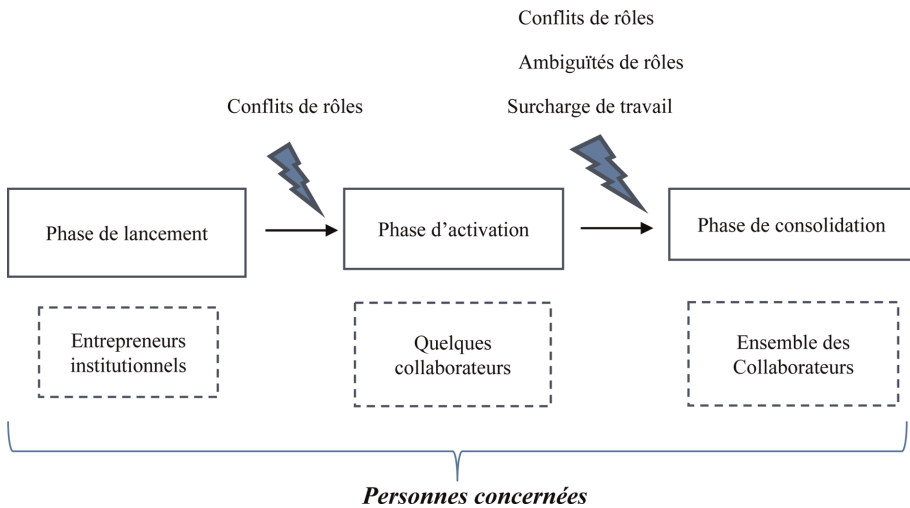 Conflits de rôles
Ambiguïtés de rôles
Surcharge de travail
Conflits de rôles
Phase de lancement
Phase d'activation
Phase de consolidation
Entrepreneurs
institutionnels
Quelques
collaborateurs
Ensemble des
Collaborateurs
Personnes concernées